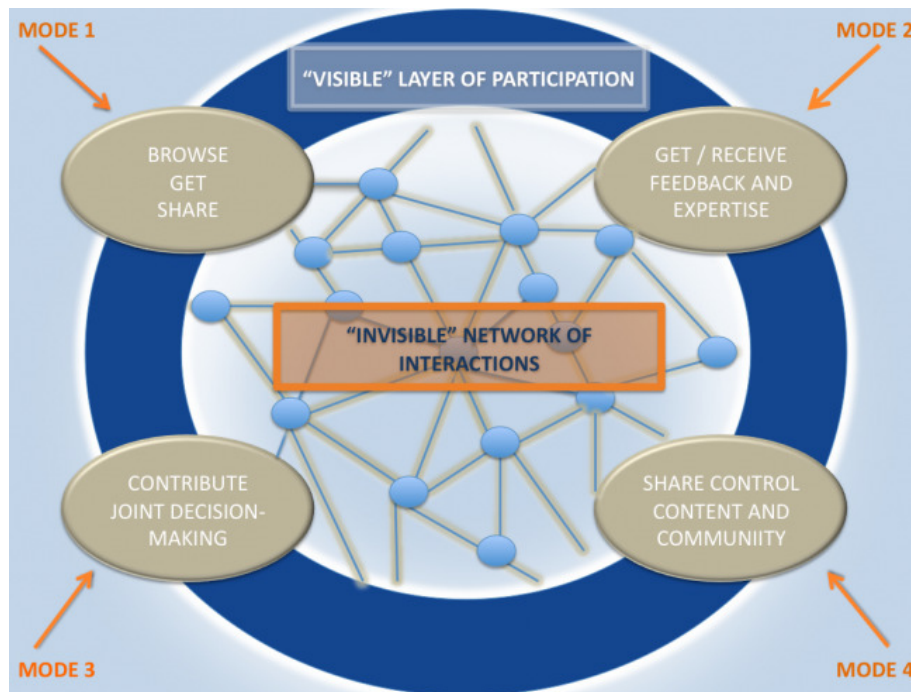 MODE 1
MODE 2
“VISIBLE” LAYER OF PARTICIPATION
BROWSE
GET
SHARE
GET / RECEIVE
FEEDBACK AND
EXPERTISE
“INVISIBLE” NETWORK OF
INTERACTIONS
CONTRIBUTE
JOINT DECISION-
MAKING
SHARE CONTROL
CONTENT AND
COMMUNIITY
MODE 3
MODE 4